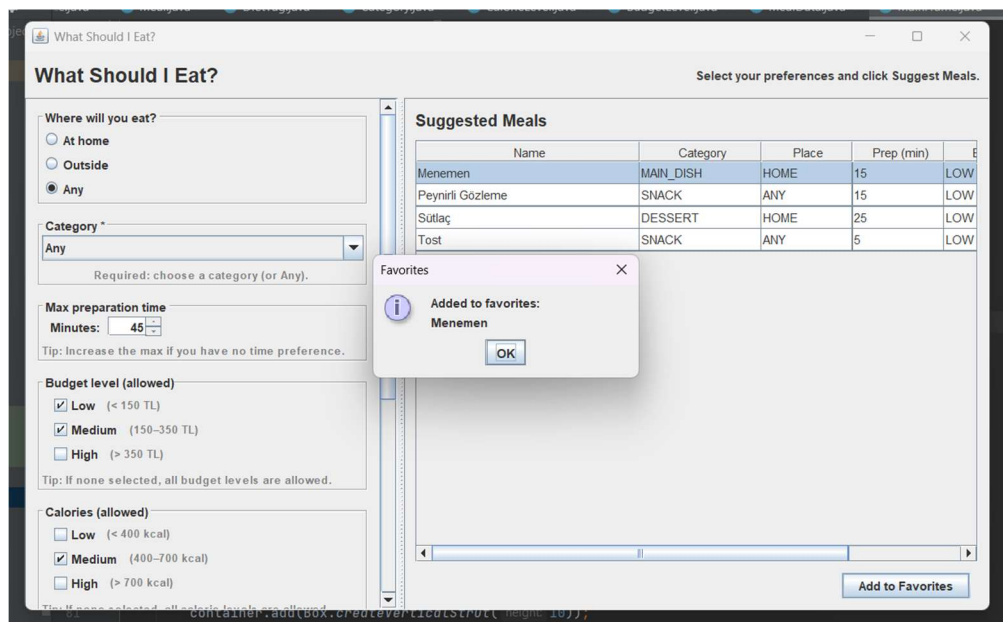 What Should I Eat?
What Should I Eat?
Select your preferences and click Suggest Meals.
Where will you eat?
At home
Outside
Any
Category *
Any
Required: choose a category (or Any).
Max preparation time
Minutes: 45
Tip: Increase the max if you have no time preference.
Budget level (allowed)
Low (< 150 TL)
Medium (150–350 TL)
High (> 350 TL)
Tip: If none selected, all budget levels are allowed.
Calories (allowed)
Low (< 400 kcal)
Medium (400–700 kcal)
High (> 700 kcal)
Suggested Meals
Name Category Place Prep (min)
Menemen MAIN_DISH HOME 15 LOW
Peynirli Gözleme SNACK ANY 15 LOW
Sütlaç DESSERT HOME 25 LOW
Tost SNACK ANY 5 LOW
Favorites
Added to favorites:
Menemen
OK
Add to Favorites
container.add(Box.createVerticalStrut( height: 10));